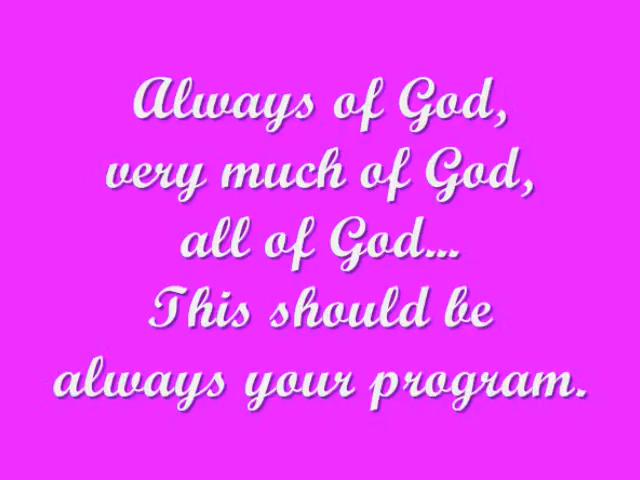 Always of God,
very much of God,
all of God...
This should be
always your program.